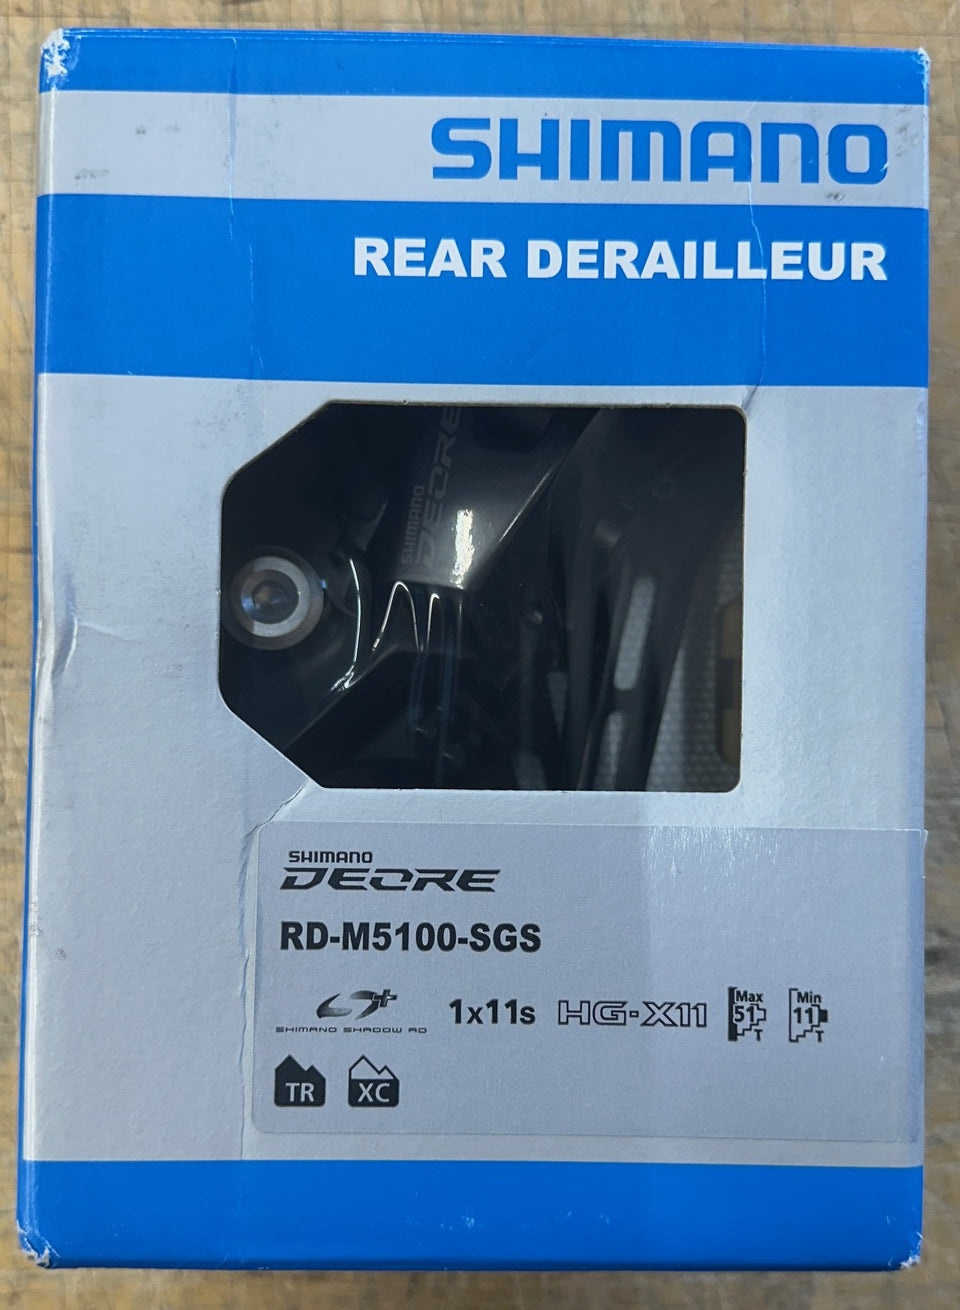 SHIMANO
REAR DERAILLEUR
SHIMANO
DEORE
SHIMANO
DEORE
RD-M5100-SGS
SHIMANO SHADOW RD
1x11s
HG-X11
Max
51
T
Min
11
T
TR
XC